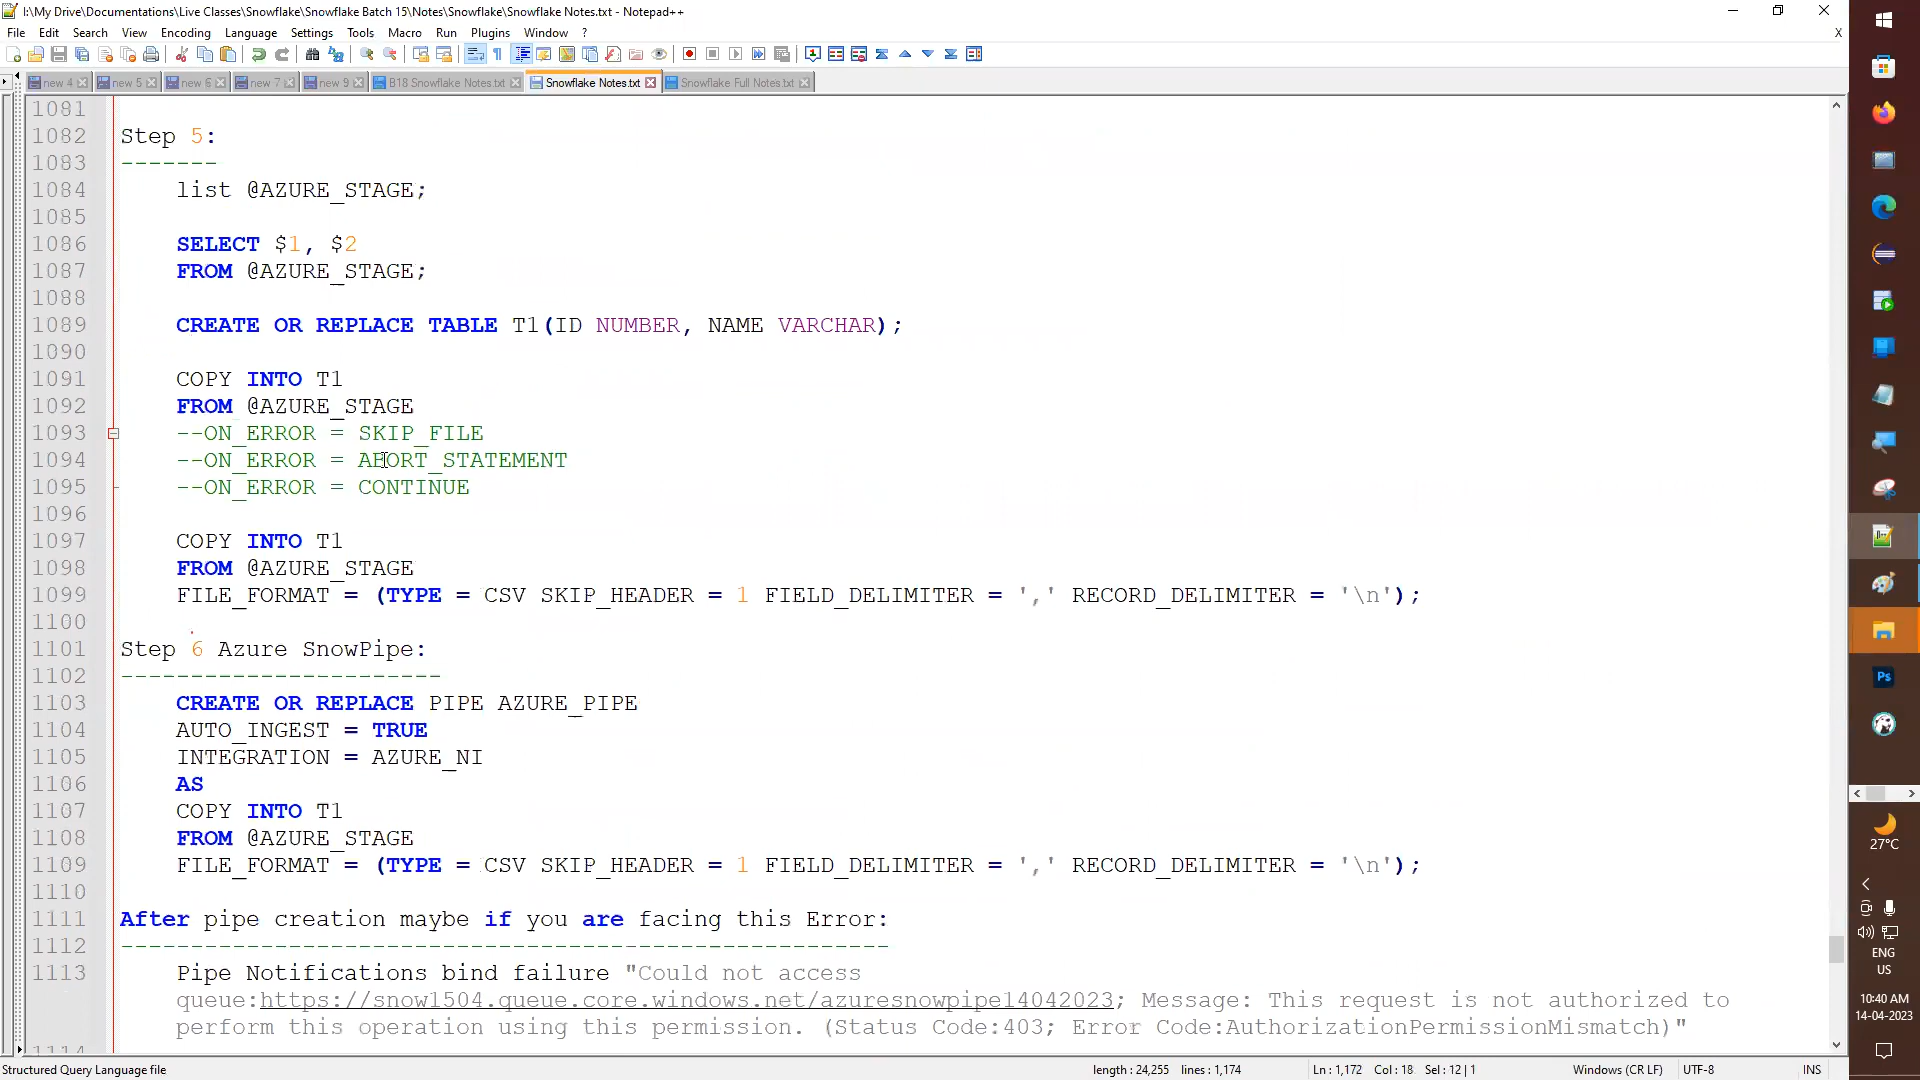 I:\My Drive\Documentations\Live Classes\Snowflake\Snowflake Batch 15\Notes\Snowflake\Snowflake Notes.txt - Notepad++
File Edit Search View Encoding Language Settings Tools Macro Run Plugins Window ? X
new 4 new 5 new 6 new 7 new 9 B18 Snowflake Notes.txt Snowflake Notes.txt Snowflake Full Notes.txt
1081
1082 Step 5:
1083 -------
1084 list @AZURE_STAGE;
1085
1086 SELECT $1, $2
1087 FROM @AZURE_STAGE;
1088
1089 CREATE OR REPLACE TABLE T1(ID NUMBER, NAME VARCHAR);
1090
1091 COPY INTO T1
1092 FROM @AZURE_STAGE
1093 --ON_ERROR = SKIP_FILE
1094 --ON_ERROR = ABORT_STATEMENT
1095 --ON_ERROR = CONTINUE
1096
1097 COPY INTO T1
1098 FROM @AZURE_STAGE
1099 FILE_FORMAT = (TYPE = CSV SKIP_HEADER = 1 FIELD_DELIMITER = ',' RECORD_DELIMITER = '\n');
1100
1101 Step 6 Azure SnowPipe:
1102 -----------------------
1103 CREATE OR REPLACE PIPE AZURE_PIPE
1104 AUTO_INGEST = TRUE
1105 INTEGRATION = AZURE_NI
1106 AS
1107 COPY INTO T1
1108 FROM @AZURE_STAGE
1109 FILE_FORMAT = (TYPE = CSV SKIP_HEADER = 1 FIELD_DELIMITER = ',' RECORD_DELIMITER = '\n');
1110
1111 After pipe creation maybe if you are facing this Error:
1112 -------------------------------------------------------
1113 Pipe Notifications bind failure "Could not access
queue:https://snow1504.queue.core.windows.net/azuresnowpipe14042023; Message: This request is not authorized to
perform this operation using this permission. (Status Code:403; Error Code:AuthorizationPermissionMismatch)"
1114
Structured Query Language file length : 24,255 lines : 1,174 Ln : 1,172 Col : 18 Sel : 12 | 1 Windows (CR LF) UTF-8 INS
Ps
27°C
ENG
US
10:40 AM
14-04-2023